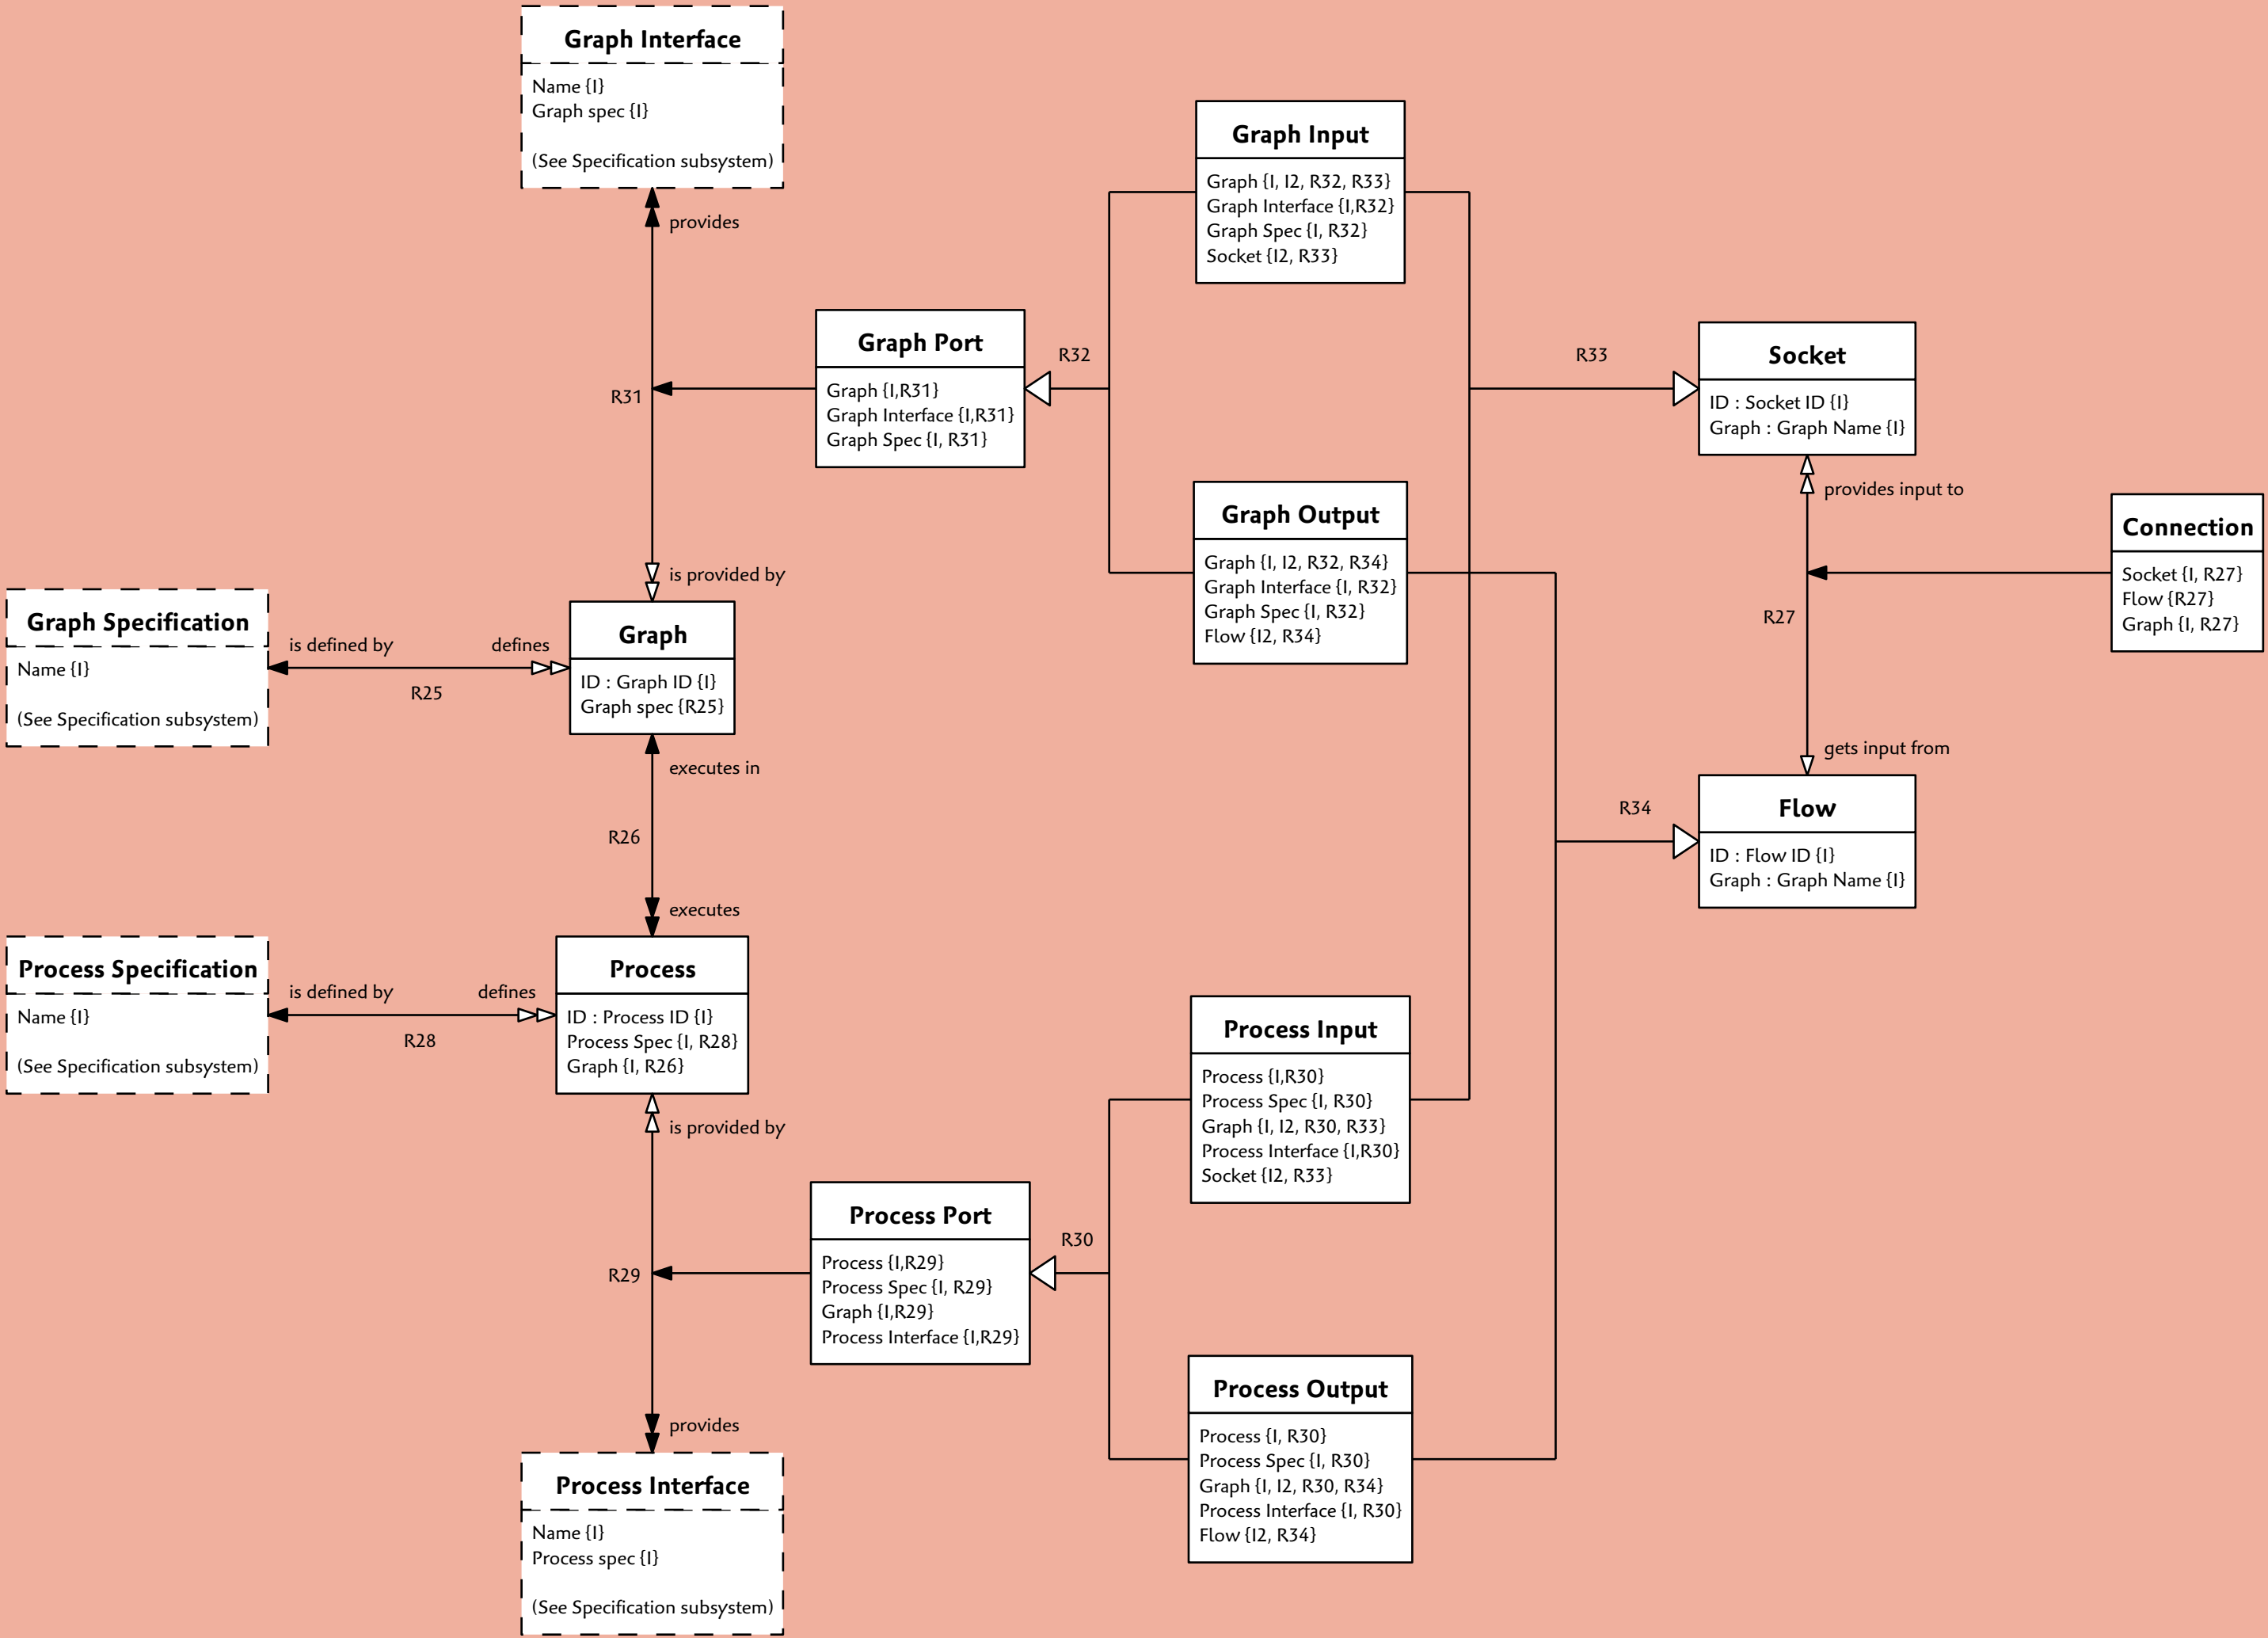 Graph Interface
Name {I}
Graph spec {I}
(See Specification subsystem)
provides
R31
is provided by
Graph Input
Graph {I, I2, R32, R33}
Graph Interface {I,R32}
Graph Spec {I, R32}
Socket {I2, R33}
Graph Port
Graph {I,R31}
Graph Interface {I,R31}
Graph Spec {I, R31}
R32
R33
Socket
ID : Socket ID {I}
Graph : Graph Name {I}
provides input to
Graph Output
Graph {I, I2, R32, R34}
Graph Interface {I, R32}
Graph Spec {I, R32}
Flow {I2, R34}
Connection
Socket {I, R27}
Flow {R27}
Graph {I, R27}
R27
gets input from
Graph Specification
Name {I}
(See Specification subsystem)
is defined by
defines
R25
Graph
ID : Graph ID {I}
Graph spec {R25}
executes in
R26
executes
R34
Flow
ID : Flow ID {I}
Graph : Graph Name {I}
Process Specification
Name {I}
(See Specification subsystem)
is defined by
defines
R28
Process
ID : Process ID {I}
Process Spec {I, R28}
Graph {I, R26}
is provided by
R29
provides
Process Input
Process {I,R30}
Process Spec {I, R30}
Graph {I, I2, R30, R33}
Process Interface {I,R30}
Socket {I2, R33}
Process Port
Process {I,R29}
Process Spec {I, R29}
Graph {I,R29}
Process Interface {I,R29}
R30
Process Output
Process {I, R30}
Process Spec {I, R30}
Graph {I, I2, R30, R34}
Process Interface {I, R30}
Flow {I2, R34}
Process Interface
Name {I}
Process spec {I}
(See Specification subsystem)